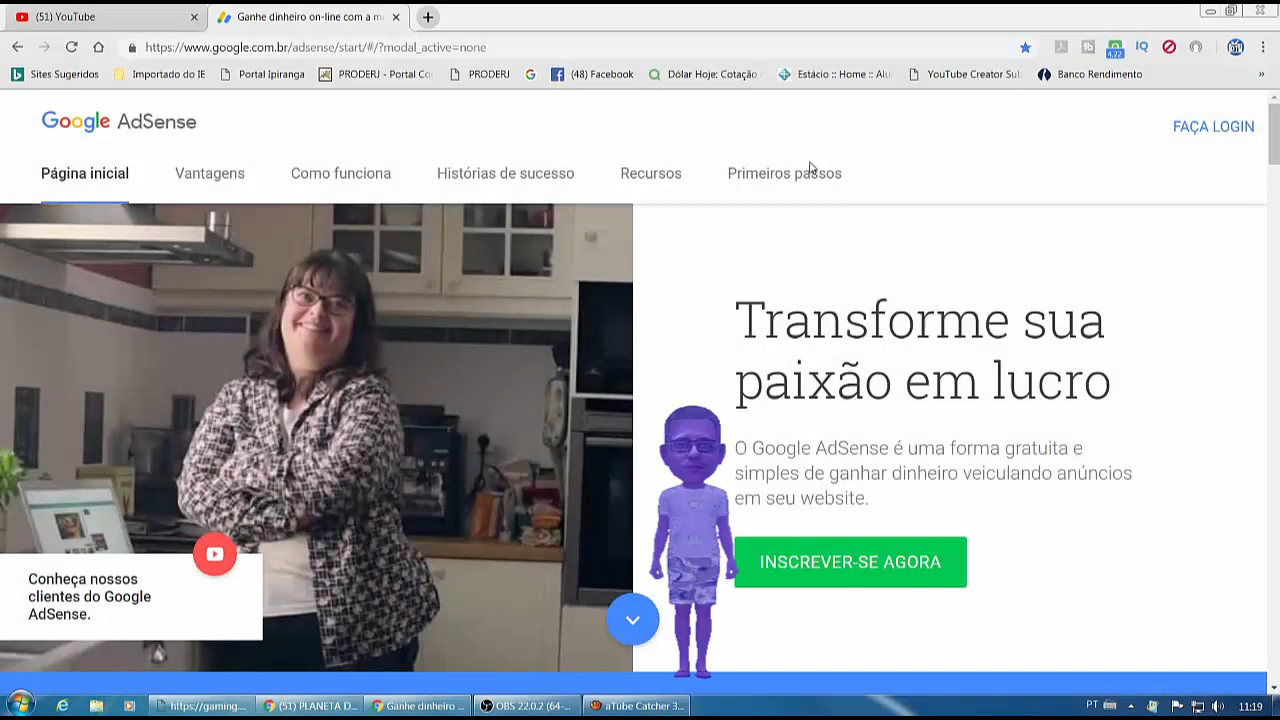 (51) YouTube
Ganhe dinheiro on-line com a m
https://www.google.com.br/adsense/start/#/?modal_active=none
4,22
IQ
Sites Sugeridos
Importado do IE
Portal Ipiranga
PRODERJ - Portal Co
PRODERJ
(48) Facebook
Dólar Hoje: Cotação
Estácio :: Home :: Alu
YouTube Creator Su
Banco Rendimento
»
Google AdSense
FAÇA LOGIN
Página inicial
Vantagens
Como funciona
Histórias de sucesso
Recursos
Primeiros passos
Transforme sua
paixão em lucro
O Google AdSense é uma forma gratuita e
simples de ganhar dinheiro veiculando anúncios
em seu website.
INSCREVER-SE AGORA
Conheça nossos
clientes do Google
AdSense.
https://gaming....
(51) PLANETA D...
Ganhe dinheiro ...
OBS 22.0.2 (64-...
aTube Catcher 3...
PT
11:19